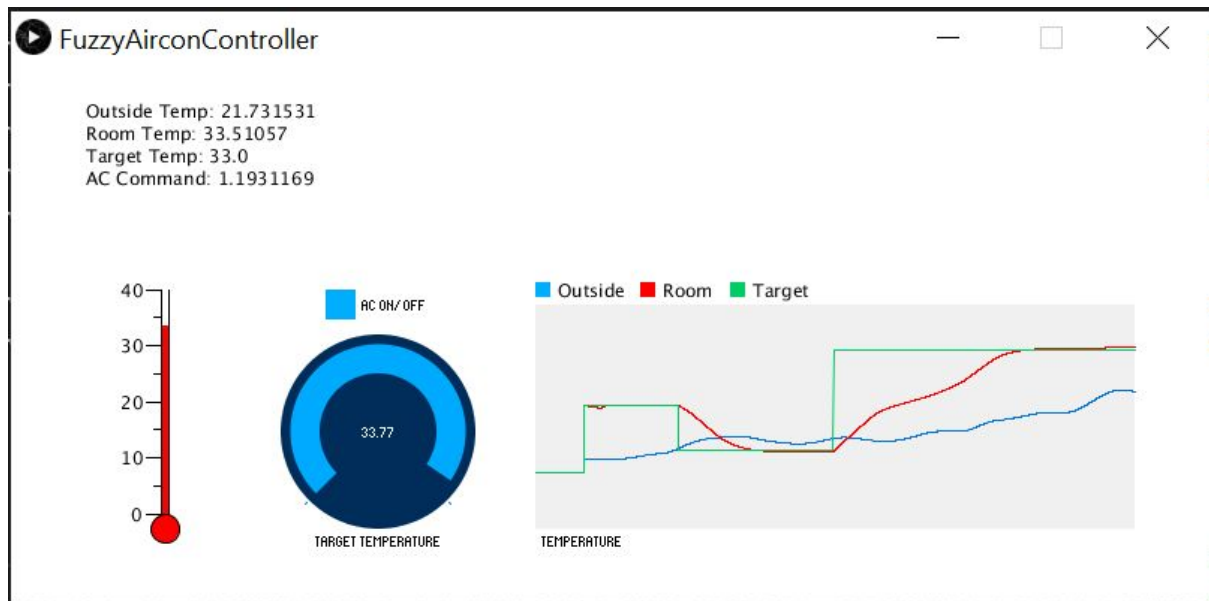 FuzzyAirconController
Outside Temp: 21.731531
Room Temp: 33.51057
Target Temp: 33.0
AC Command: 1.1931169
40
30
20
10
0
AC ON/OFF
33.77
TARGET TEMPERATURE
Outside Room Target
TEMPERATURE